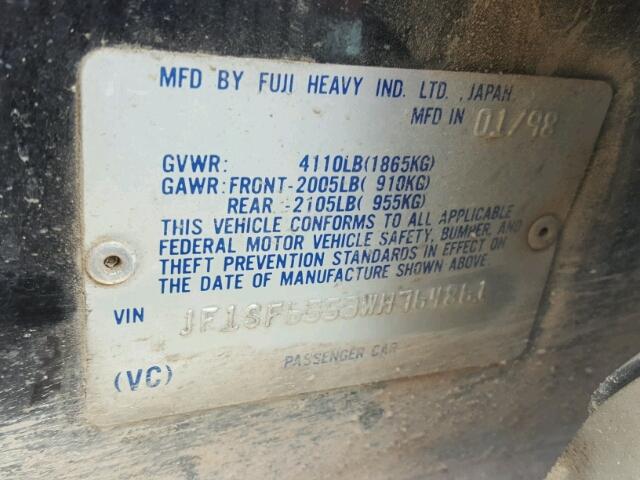 MFD BY FUJI HEAVY IND. LTD., JAPAN
MFD IN 01/98
GVWR: 4110LB(1865KG)
GAWR: FRONT-2005LB( 910KG)
REAR -2105LB( 955KG)
THIS VEHICLE CONFORMS TO ALL APPLICABLE
FEDERAL MOTOR VEHICLE SAFETY, BUMPER, AND
THEFT PREVENTION STANDARDS IN EFFECT ON
THE DATE OF MANUFACTURE SHOWN ABOVE.
VIN
PASSENGER CAR
(VC)